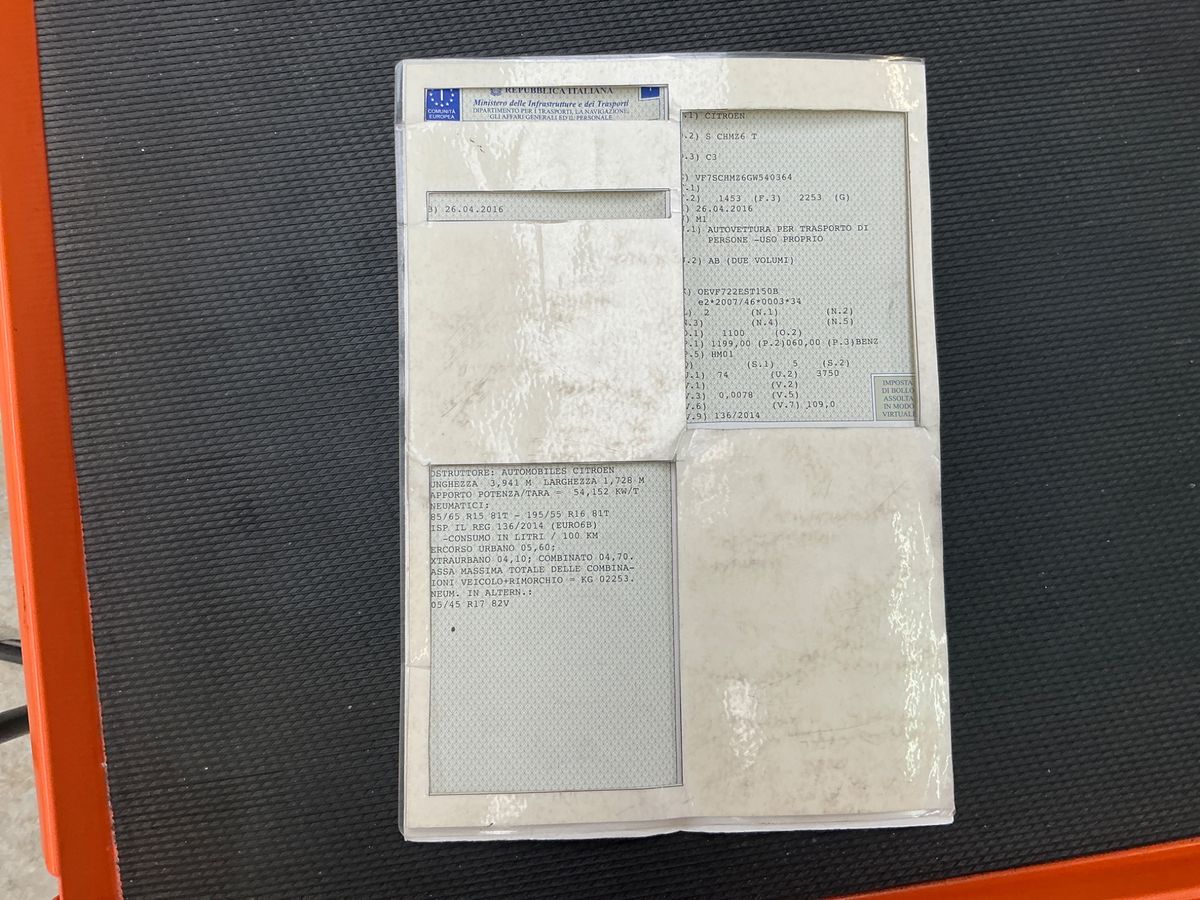 REPUBBLICA ITALIANA
COMUNITÀ
EUROPEA
I
Ministero delle Infrastrutture e dei Trasporti
DIPARTIMENTO PER I TRASPORTI, LA NAVIGAZIONE,
GLI AFFARI GENERALI ED IL PERSONALE
) 26.04.2016
.1) CITROEN
.2) S CHMZ6 T
.3) C3
) VF7SCHMZ6GW540364
.1)
.2) 1453 (F.3) 2253 (G)
) 26.04.2016
) M1
.1) AUTOVETTURA PER TRASPORTO DI
PERSONE -USO PROPRIO
.2) AB (DUE VOLUMI)
) OEVF722EST150B
e2*2007/46*0003*34
) 2 (N.1) (N.2)
.3) (N.4) (N.5)
.1) 1100 (O.2)
.1) 1199,00 (P.2)060,00 (P.3)BENZ
.5) HM01
) (S.1) 5 (S.2)
.1) 74 (U.2) 3750
.1) (V.2)
.3) 0,0078 (V.5)
.6) (V.7) 109,0
.9) 136/2014
IMPOSTA
DI BOLLO
ASSOLTA
IN MODO
VIRTUALE
OSTRUTTORE: AUTOMOBILES CITROEN
UNGHEZZA 3,941 M LARGHEZZA 1,728 M
APPORTO POTENZA/TARA = 54,152 KW/T
NEUMATICI:
85/65 R15 81T - 195/55 R16 81T
ISP IL REG 136/2014 (EURO6B)
-CONSUMO IN LITRI / 100 KM
ERCORSO URBANO 05,60;
XTRAURBANO 04,10; COMBINATO 04,70.
ASSA MASSIMA TOTALE DELLE COMBINA-
IONI VEICOLO+RIMORCHIO = KG 02253.
NEUM. IN ALTERN.:
05/45 R17 82V